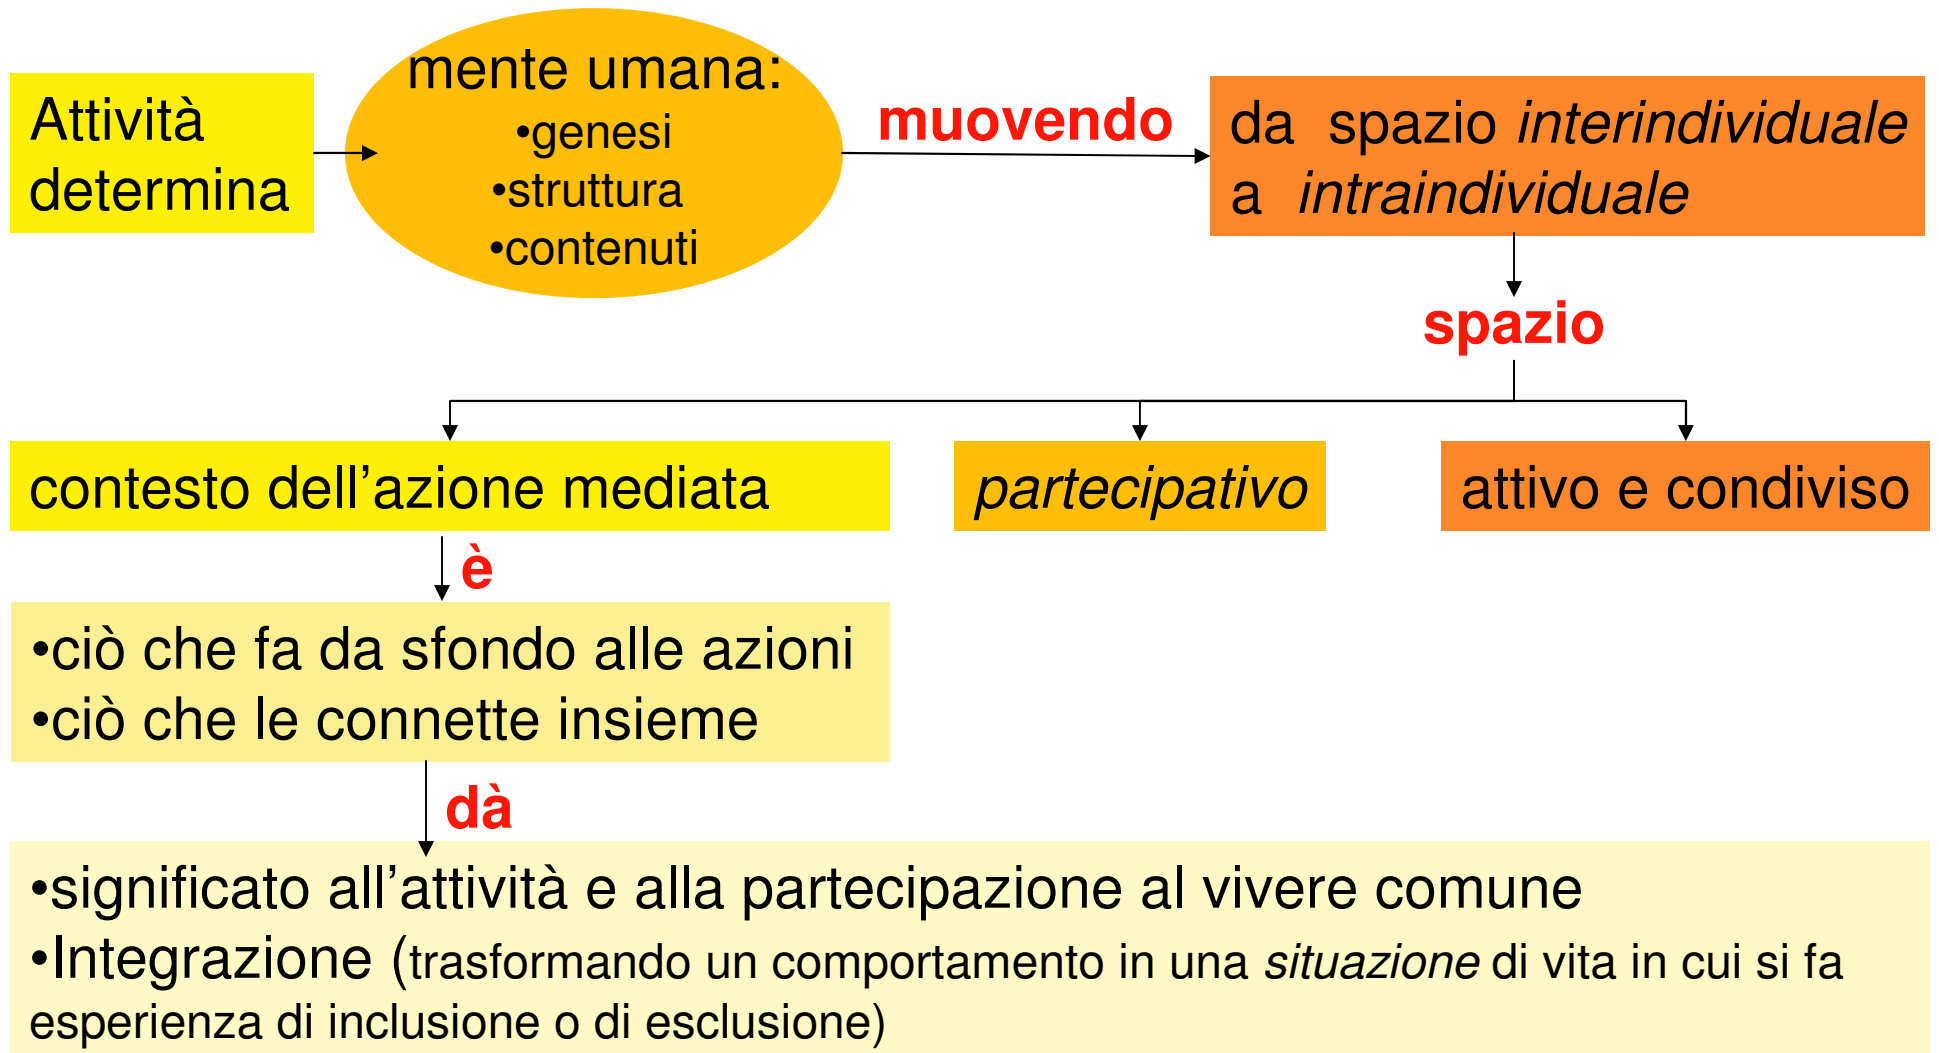 Attività
determina
mente umana:
•genesi
•struttura
•contenuti
muovendo
da spazio interindividuale
a intraindividuale
spazio
contesto dell’azione mediata
partecipativo
attivo e condiviso
è
•ciò che fa da sfondo alle azioni
•ciò che le connette insieme
dà
•significato all’attività e alla partecipazione al vivere comune
•Integrazione (trasformando un comportamento in una situazione di vita in cui si fa
esperienza di inclusione o di esclusione)